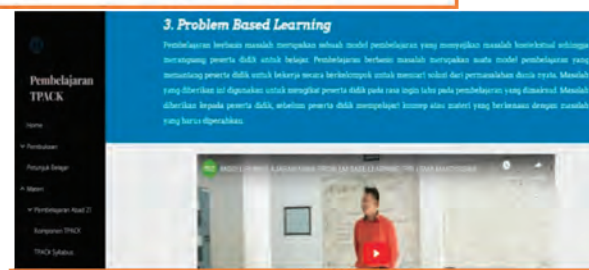 3. Problem Based Learning
Pembelajaran berbasis masalah merupakan sebuah model pembelajaran yang menyajikan masalah kontekstual sehingga
merangsang peserta didik untuk belajar. Pembelajaran berbasis masalah merupakan suatu model pembelajaran yang
menantang peserta didik untuk bekerja secara berkelompok untuk mencari solusi dari permasalahan dunia nyata. Masalah
yang diberikan ini digunakan untuk mengikat peserta didik pada rasa ingin tahu pada pembelajaran yang dimaksud. Masalah
diberikan kepada peserta didik, sebelum peserta didik mempelajari konsep atau materi yang berkenaan dengan masalah
yang harus dipecahkan.
Pembelajaran
TPACK
Home
Pendahuluan
Petunjuk Belajar
Materi
Pembelajaran Abad 21
Komponen TPACK
TPACK Syllabus
PROBLEM BASED LEARNING